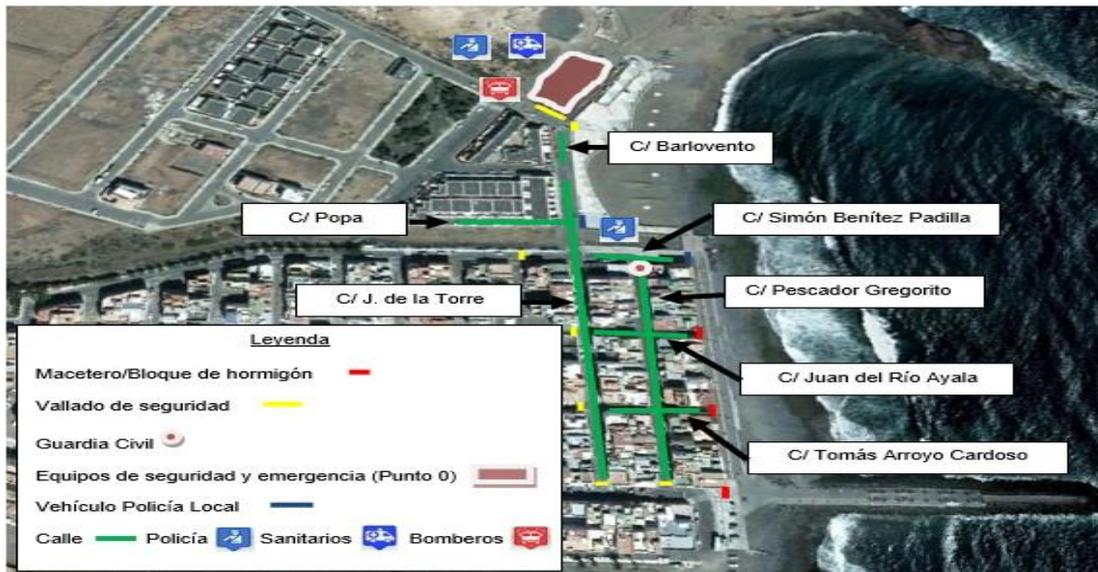 C/ Barlovento
C/ Popa
C/ Simón Benítez Padilla
C/ J. de la Torre
C/ Pescador Gregorito
C/ Juan del Río Ayala
C/ Tomás Arroyo Cardoso
Leyenda
Macetero/Bloque de hormigón
Vallado de seguridad
Guardia Civil
Equipos de seguridad y emergencia (Punto 0)
Vehículo Policía Local
Calle Policía Sanitarios Bomberos